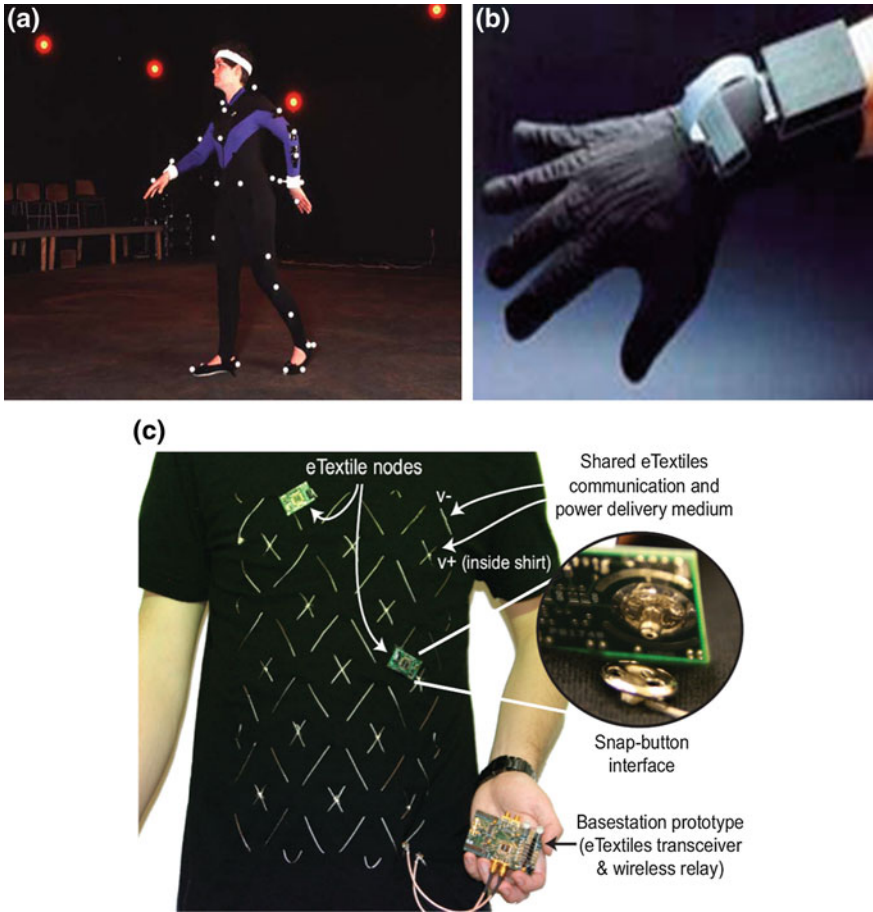 (a)
(b)
(c)
eTextile nodes
v-
v+ (inside shirt)
Shared eTextiles
communication and
power delivery medium
Snap-button
interface
Basestation prototype
(eTextiles transceiver
& wireless relay)